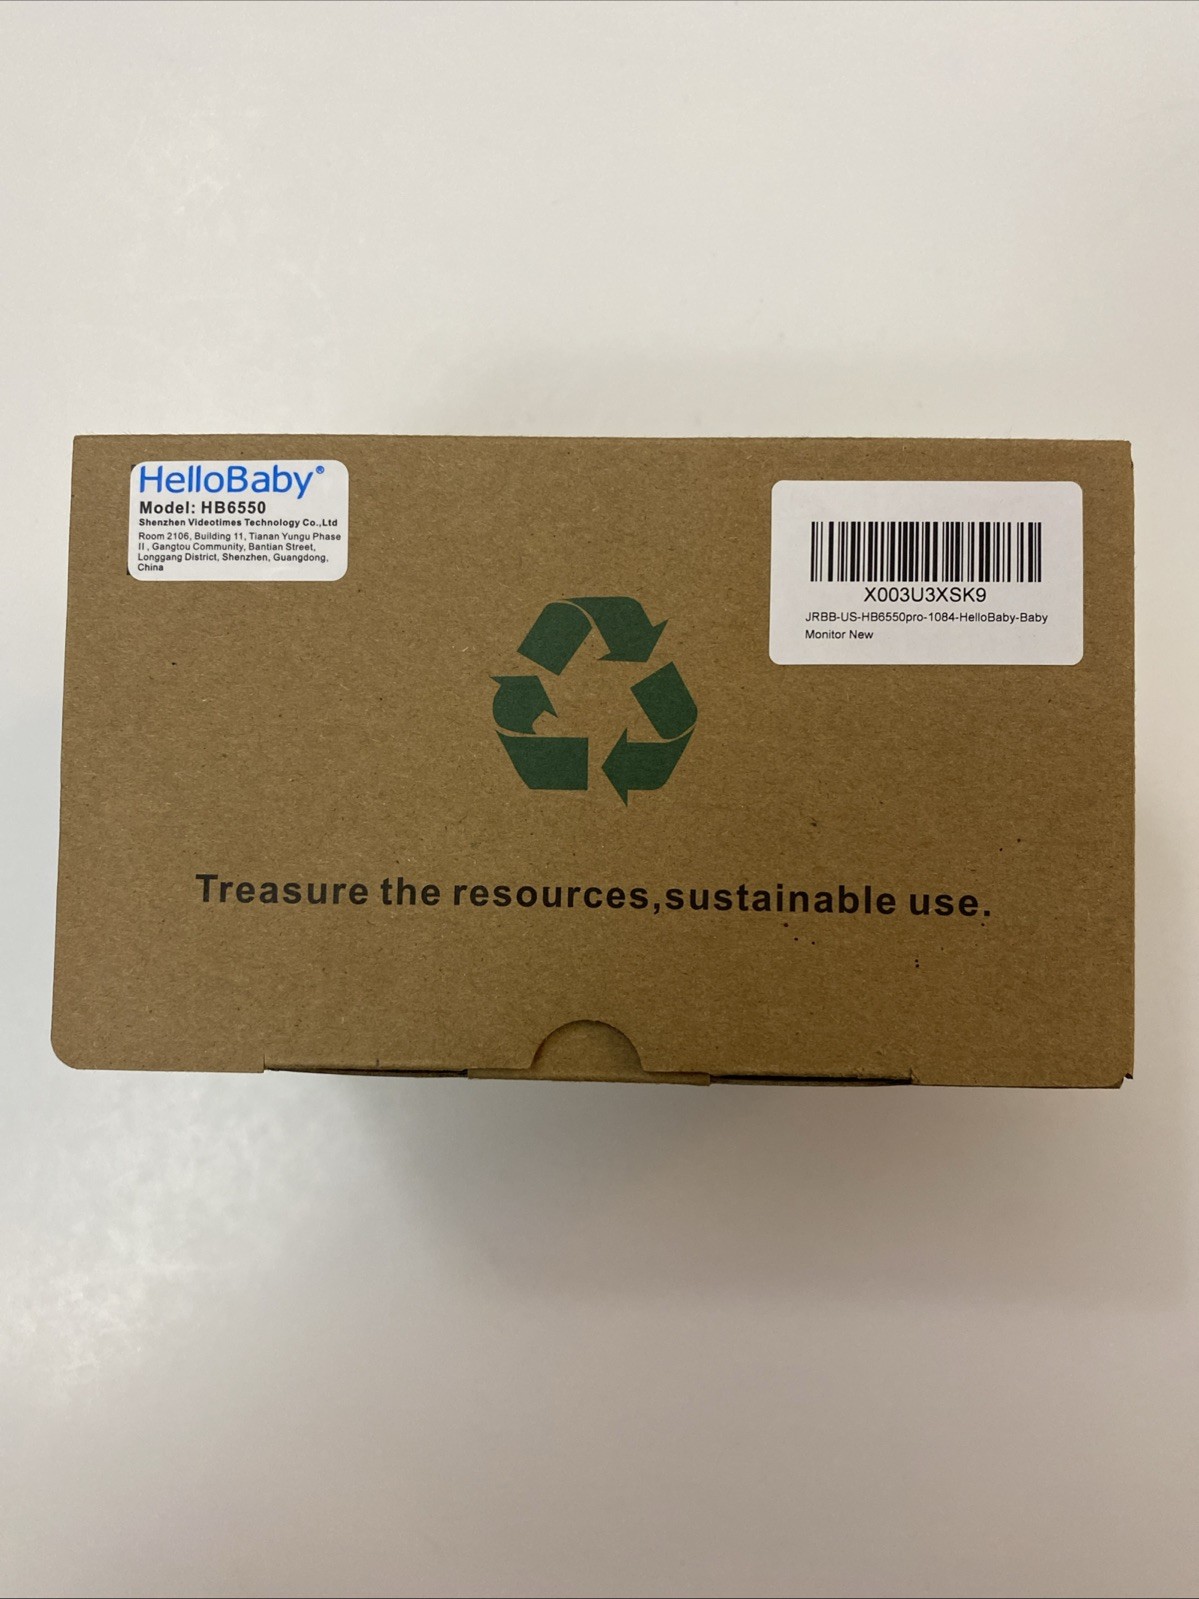 HelloBaby®
Model: HB6550
Shenzhen Videotimes Technology Co.,Ltd
Room 2106, Building 11, Tianan Yungu Phase
II, Gangtou Community, Bantian Street,
Longgang District, Shenzhen, Guangdong,
China
X003U3XSK9
JRBB-US-HB6550pro-1084-HelloBaby-Baby
Monitor New
Treasure the resources,sustainable use.